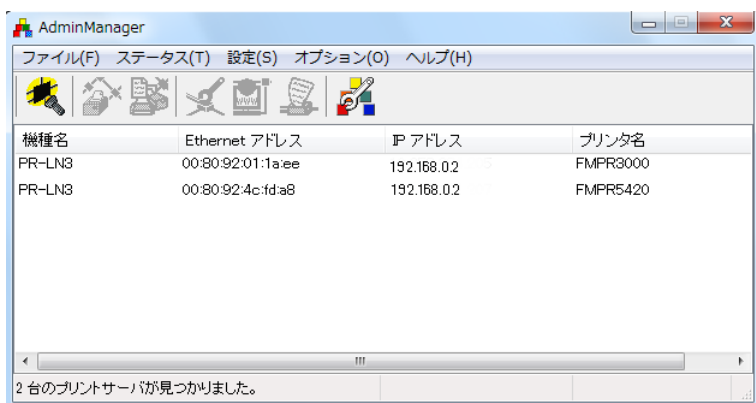 AdminManager
ファイル(F) ステータス(T) 設定(S) オプション(O) ヘルプ(H)
機種名 Ethernet アドレス IP アドレス プリンタ名
PR-LN3 00:80:92:01:1a:ee 192.168.0.2 FMPR3000
PR-LN3 00:80:92:4c:fd:a8 192.168.0.2 FMPR5420
2 台のプリントサーバが見つかりました。